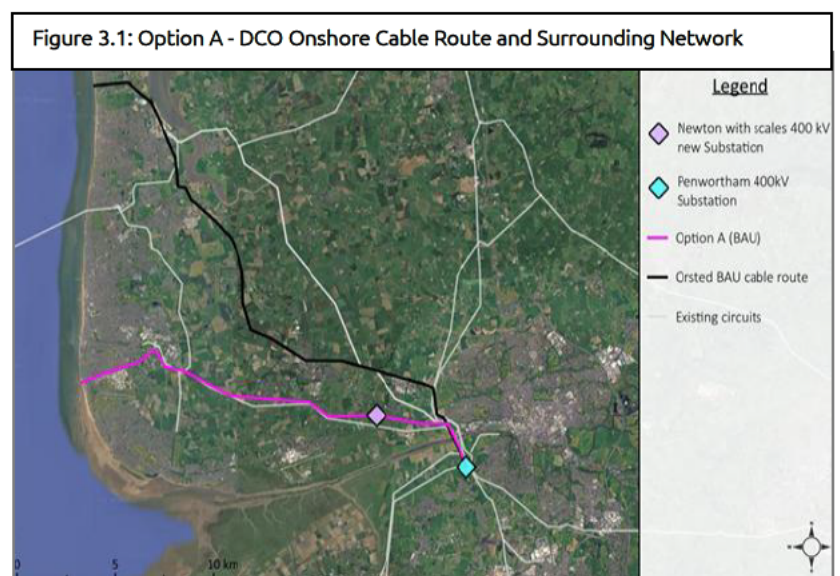 Figure 3.1: Option A - DCO Onshore Cable Route and Surrounding Network
Legend
Newton with scales 400 kV
new Substation
Penwortham 400kV
Substation
Option A (BAU)
Orsted BAU cable route
Existing circuits
0 5 10 km